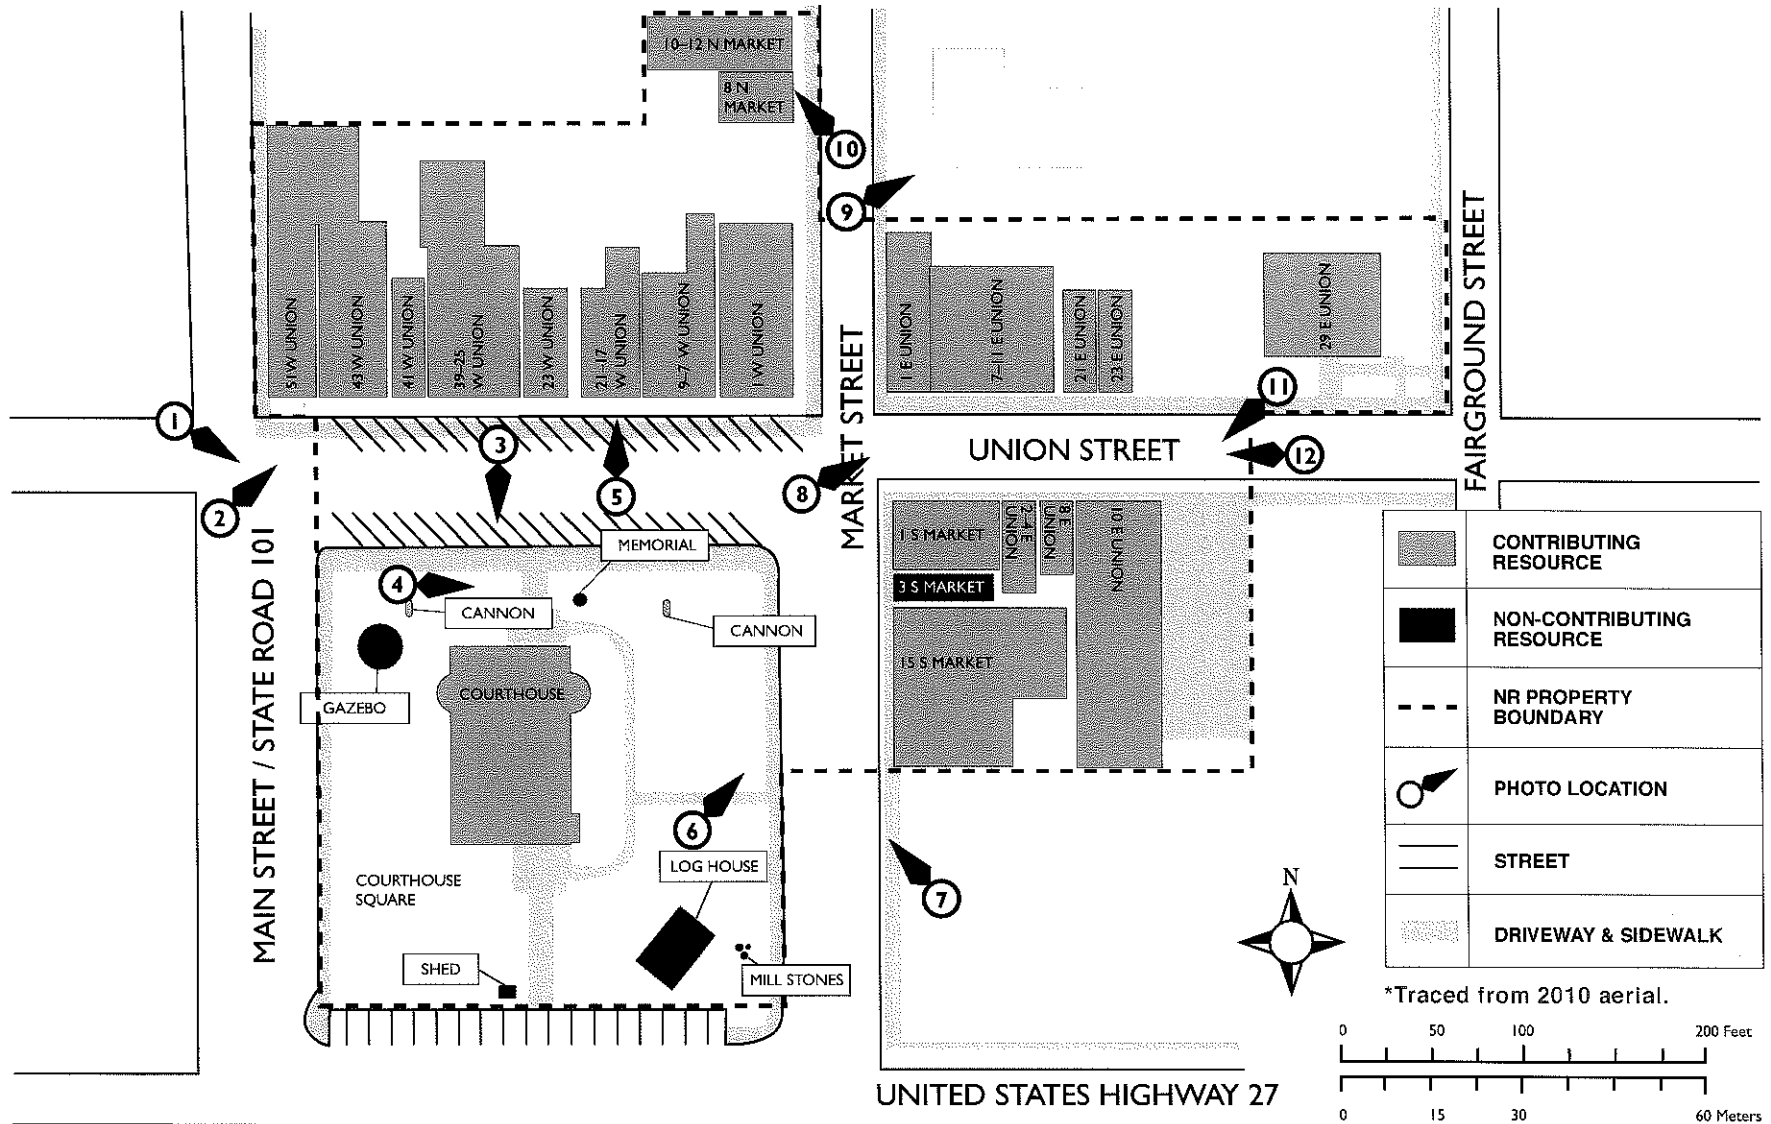 10–12 N MARKET
8 N
MARKET
10
9
51 W UNION
43 W UNION
41 W UNION
39–25
W UNION
23 W UNION
21–17
W UNION
9–7 W UNION
1 W UNION
MARKET STREET
1 E UNION
7–11 E UNION
21 E UNION
23 E UNION
29 E UNION
FAIRGROUND STREET
1
2
3
5
8
UNION STREET
11
12
MAIN STREET / STATE ROAD 101
MEMORIAL
4
CANNON
CANNON
GAZEBO
COURTHOUSE
6
LOG HOUSE
COURTHOUSE
SQUARE
SHED
MILL STONES
1 S MARKET
2-4 E
UNION
8 E
UNION
10 E UNION
3 S MARKET
15 S MARKET
7
N
UNITED STATES HIGHWAY 27
CONTRIBUTING
RESOURCE
NON-CONTRIBUTING
RESOURCE
NR PROPERTY
BOUNDARY
PHOTO LOCATION
STREET
DRIVEWAY & SIDEWALK
*Traced from 2010 aerial.
0 50 100 200 Feet
0 15 30 60 Meters